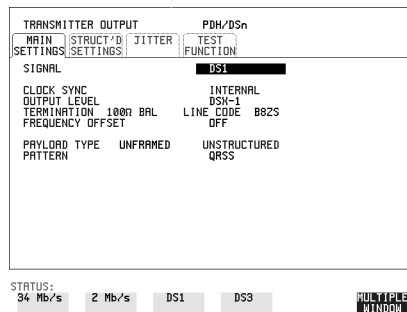 TRANSMITTER OUTPUT PDH/DSn
MAIN SETTINGS STRUCT'D SETTINGS JITTER TEST FUNCTION
SIGNAL DS1
CLOCK SYNC INTERNAL
OUTPUT LEVEL DSX-1
TERMINATION 100Ω BAL LINE CODE B8ZS
FREQUENCY OFFSET OFF
PAYLOAD TYPE UNFRAMED UNSTRUCTURED
PATTERN QRSS
STATUS:
34 Mb/s 2 Mb/s DS1 DS3 MULTIPLE WINDOW